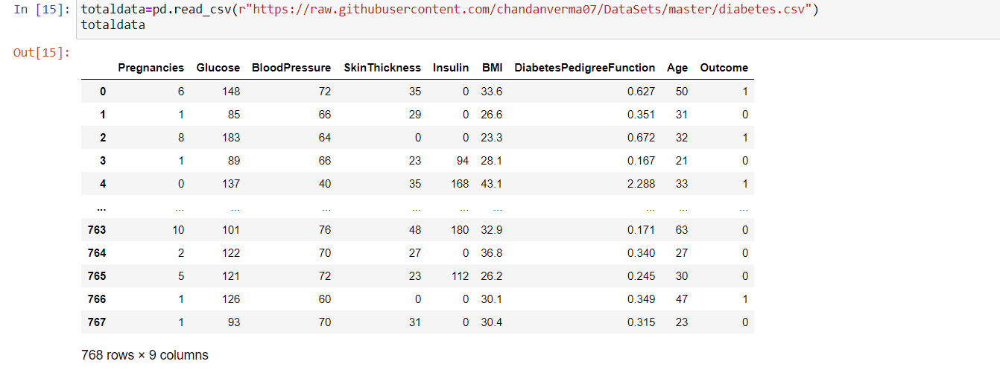 In [15]: totaldata=pd.read_csv(r"https://raw.githubusercontent.com/chandanverma07/DataSets/master/diabetes.csv")
totaldata
Out[15]:
Pregnancies Glucose BloodPressure SkinThickness Insulin BMI DiabetesPedigreeFunction Age Outcome
0 6 148 72 35 0 33.6 0.627 50 1
1 1 85 66 29 0 26.6 0.351 31 0
2 8 183 64 0 0 23.3 0.672 32 1
3 1 89 66 23 94 28.1 0.167 21 0
4 0 137 40 35 168 43.1 2.288 33 1
... ... ... ... ... ... ... ... ... ...
763 10 101 76 48 180 32.9 0.171 63 0
764 2 122 70 27 0 36.8 0.340 27 0
765 5 121 72 23 112 26.2 0.245 30 0
766 1 126 60 0 0 30.1 0.349 47 1
767 1 93 70 31 0 30.4 0.315 23 0
768 rows × 9 columns